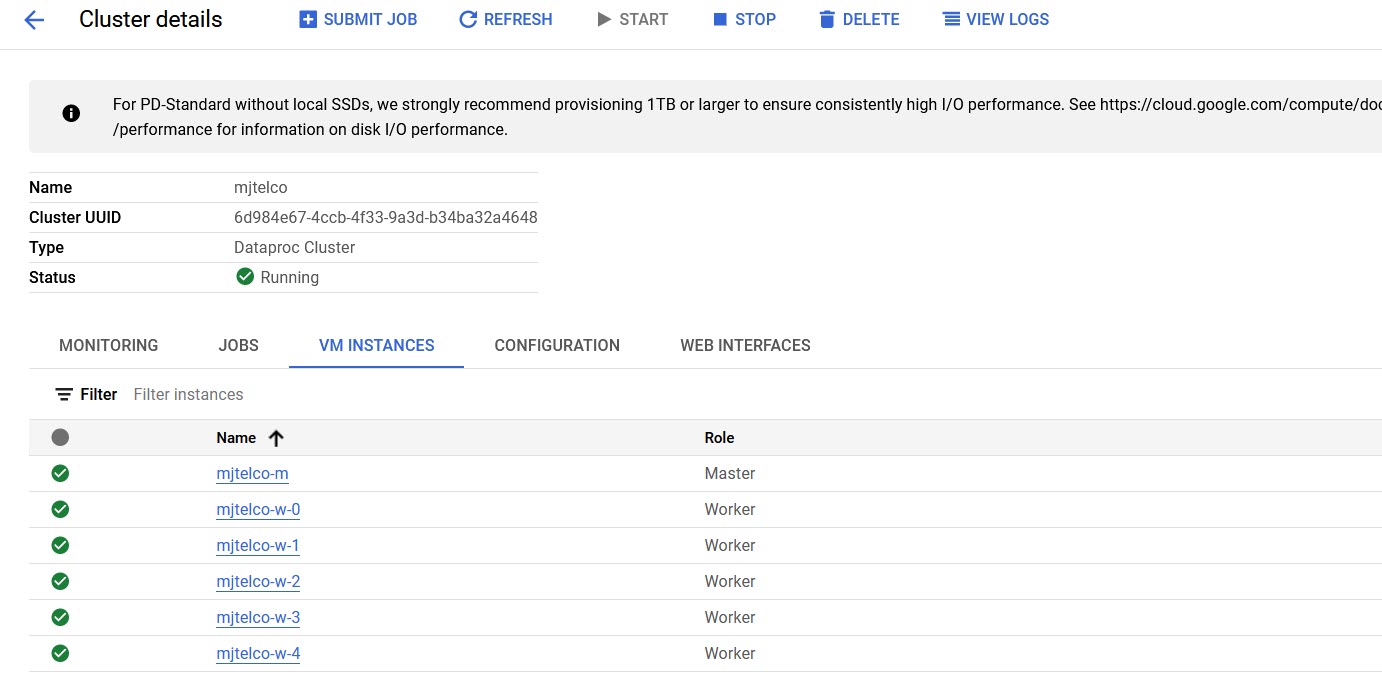 Cluster details SUBMIT JOB REFRESH START STOP DELETE VIEW LOGS
For PD-Standard without local SSDs, we strongly recommend provisioning 1TB or larger to ensure consistently high I/O performance. See https://cloud.google.com/compute/doc
/performance for information on disk I/O performance.
Name mjtelco
Cluster UUID 6d984e67-4ccb-4f33-9a3d-b34ba32a4648
Type Dataproc Cluster
Status Running
MONITORING JOBS VM INSTANCES CONFIGURATION WEB INTERFACES
Filter Filter instances
Name Role
mjtelco-m Master
mjtelco-w-0 Worker
mjtelco-w-1 Worker
mjtelco-w-2 Worker
mjtelco-w-3 Worker
mjtelco-w-4 Worker